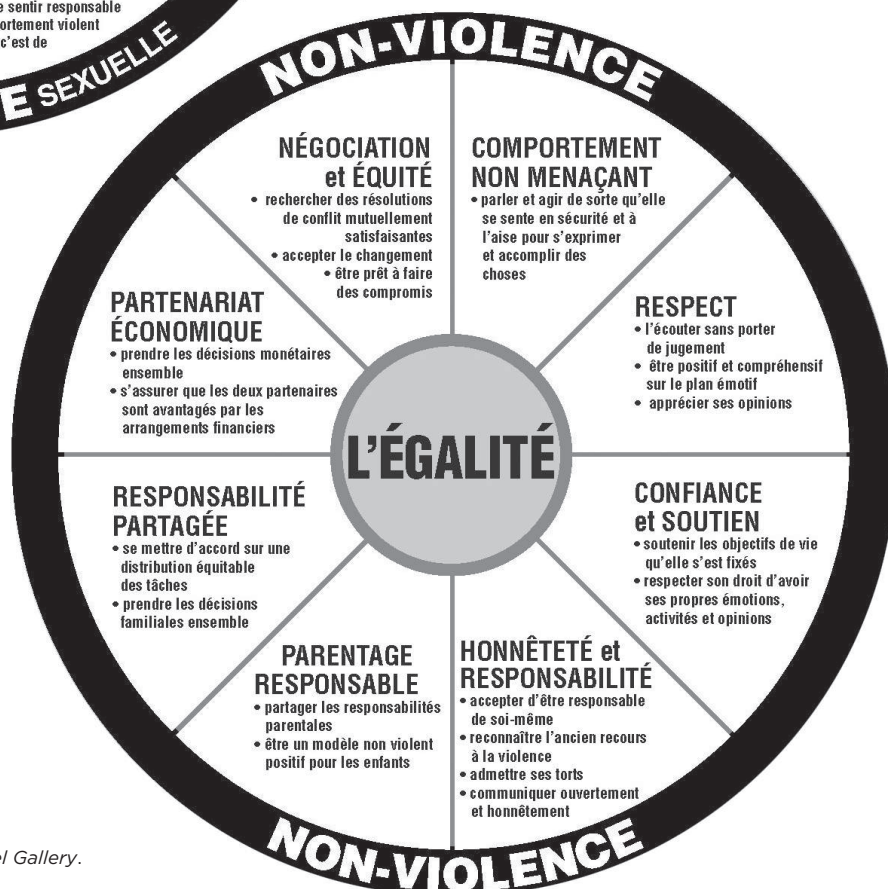 e sentir responsable
ortement violent
c'est de
E SEXUELLE
NON-VIOLENCE
NÉGOCIATION
et ÉQUITÉ
• rechercher des résolutions
de conflit mutuellement
satisfaisantes
• accepter le changement
• être prêt à faire
des compromis
COMPORTEMENT
NON MENAÇANT
• parler et agir de sorte qu'elle
se sente en sécurité et à
l'aise pour s'exprimer
et accomplir des
choses
RESPECT
• l'écouter sans porter
de jugement
• être positif et compréhensif
sur le plan émotif
• apprécier ses opinions
CONFIANCE
et SOUTIEN
• soutenir les objectifs de vie
qu'elle s'est fixés
• respecter son droit d'avoir
ses propres émotions,
activités et opinions
HONNÊTETÉ et
RESPONSABILITÉ
• accepter d'être responsable
de soi-même
• reconnaître l'ancien recours
à la violence
• admettre ses torts
• communiquer ouvertement
et honnêtement
PARENTAGE
RESPONSABLE
• partager les responsabilités
parentales
• être un modèle non violent
positif pour les enfants
RESPONSABILITÉ
PARTAGÉE
• se mettre d'accord sur une
distribution équitable
des tâches
• prendre les décisions
familiales ensemble
PARTENARIAT
ÉCONOMIQUE
• prendre les décisions monétaires
ensemble
• s'assurer que les deux partenaires
sont avantagés par les
arrangements financiers
L'ÉGALITÉ
NON-VIOLENCE
el Gallery.